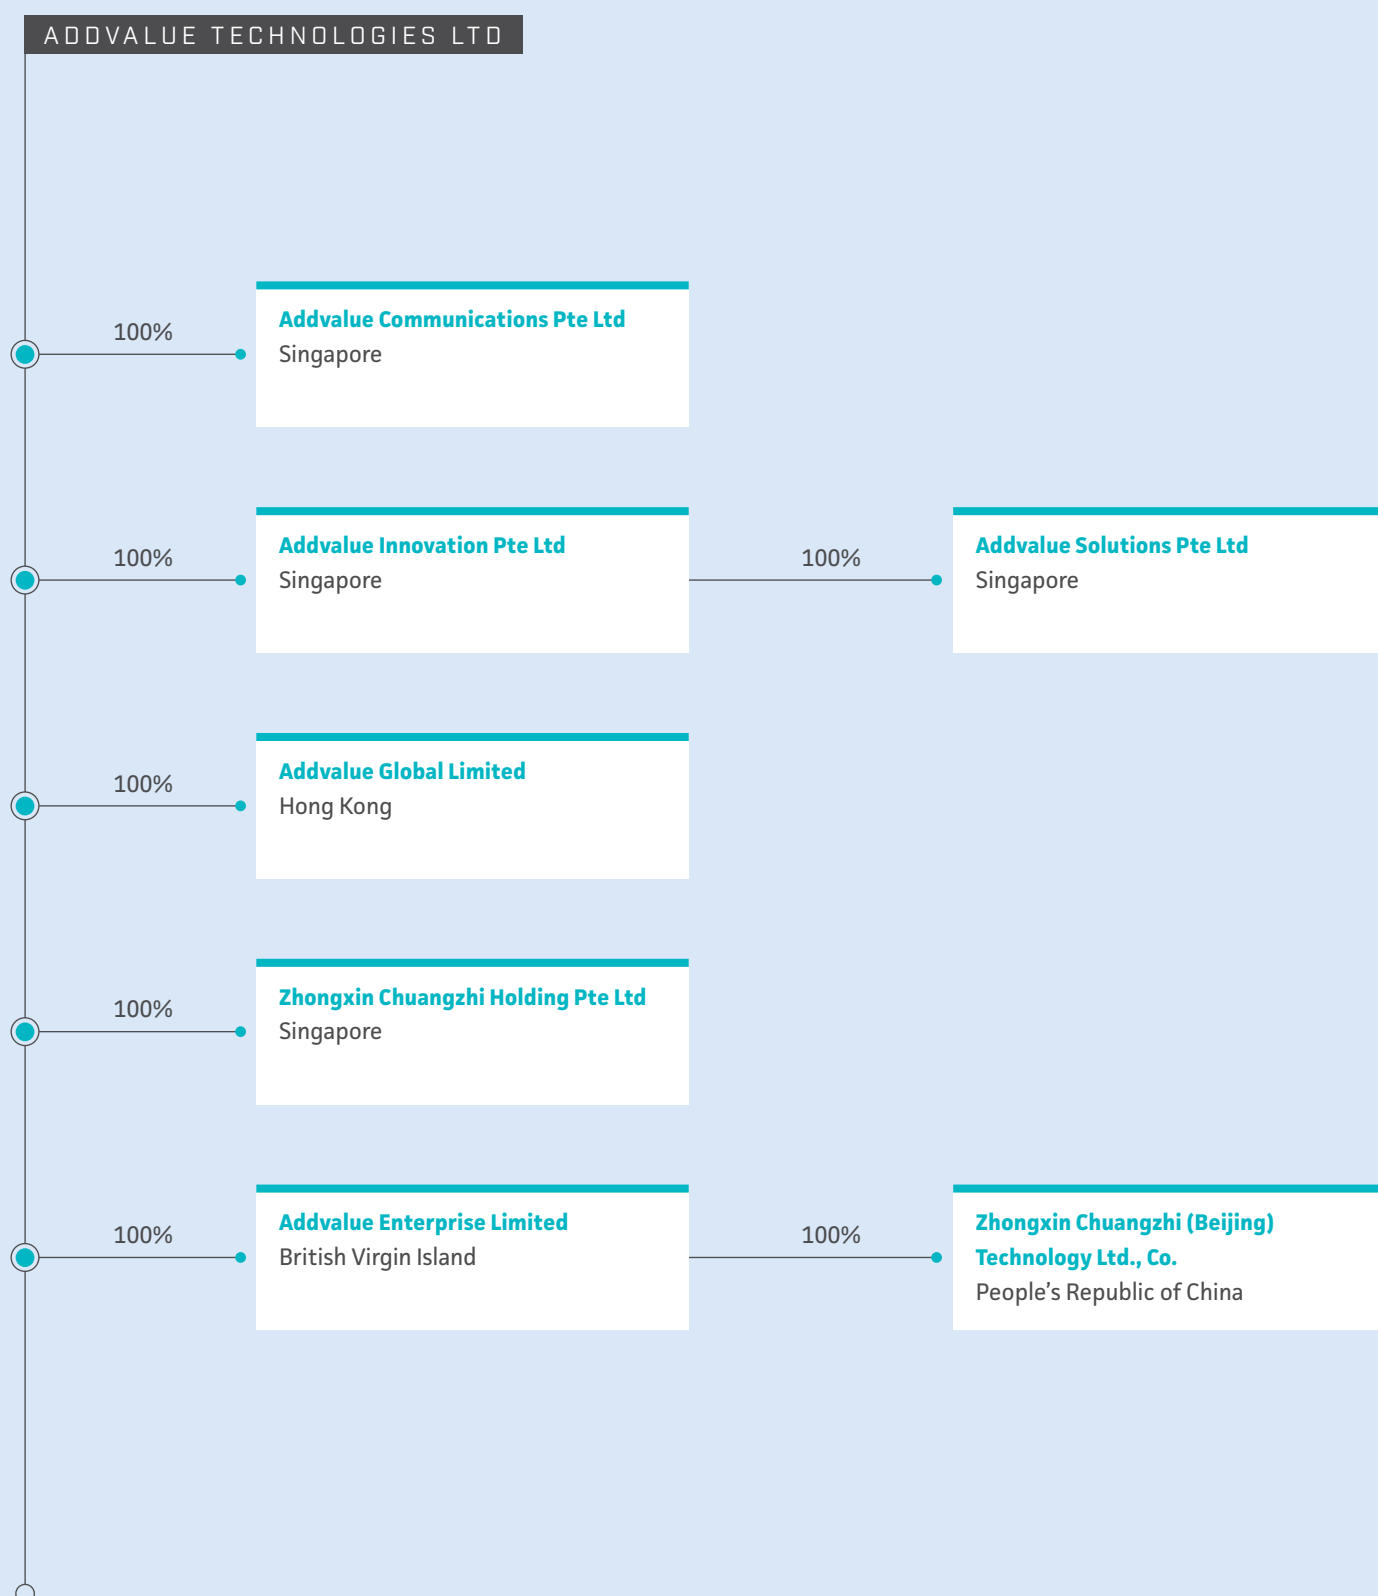 ADDVALUE TECHNOLOGIES LTD
100%
Addvalue Communications Pte Ltd
Singapore
100%
Addvalue Innovation Pte Ltd
Singapore
100%
Addvalue Solutions Pte Ltd
Singapore
100%
Addvalue Global Limited
Hong Kong
100%
Zhongxin Chuangzhi Holding Pte Ltd
Singapore
100%
Addvalue Enterprise Limited
British Virgin Island
100%
Zhongxin Chuangzhi (Beijing)
Technology Ltd., Co.
People’s Republic of China